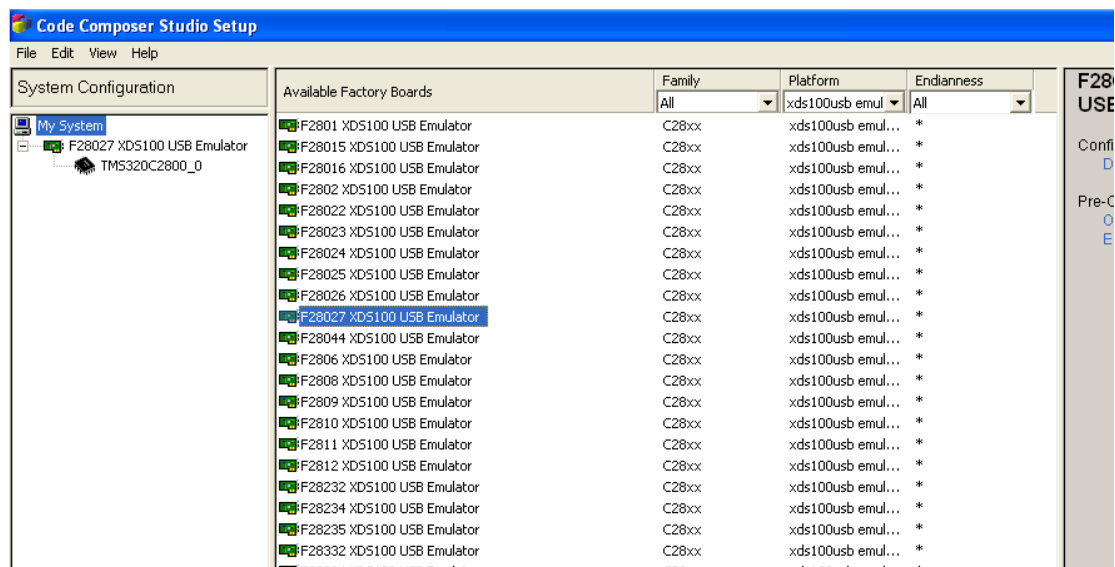 Code Composer Studio Setup
File Edit View Help
System Configuration
My System
F28027 XDS100 USB Emulator
TMS320C2800_0
Available Factory Boards Family Platform Endianness
All xds100usb emul All
F2801 XDS100 USB Emulator C28xx xds100usb emul... *
F28015 XDS100 USB Emulator C28xx xds100usb emul... *
F28016 XDS100 USB Emulator C28xx xds100usb emul... *
F2802 XDS100 USB Emulator C28xx xds100usb emul... *
F28022 XDS100 USB Emulator C28xx xds100usb emul... *
F28023 XDS100 USB Emulator C28xx xds100usb emul... *
F28024 XDS100 USB Emulator C28xx xds100usb emul... *
F28025 XDS100 USB Emulator C28xx xds100usb emul... *
F28026 XDS100 USB Emulator C28xx xds100usb emul... *
F28027 XDS100 USB Emulator C28xx xds100usb emul... *
F28044 XDS100 USB Emulator C28xx xds100usb emul... *
F2806 XDS100 USB Emulator C28xx xds100usb emul... *
F2808 XDS100 USB Emulator C28xx xds100usb emul... *
F2809 XDS100 USB Emulator C28xx xds100usb emul... *
F2810 XDS100 USB Emulator C28xx xds100usb emul... *
F2811 XDS100 USB Emulator C28xx xds100usb emul... *
F2812 XDS100 USB Emulator C28xx xds100usb emul... *
F28232 XDS100 USB Emulator C28xx xds100usb emul... *
F28234 XDS100 USB Emulator C28xx xds100usb emul... *
F28235 XDS100 USB Emulator C28xx xds100usb emul... *
F28332 XDS100 USB Emulator C28xx xds100usb emul... *